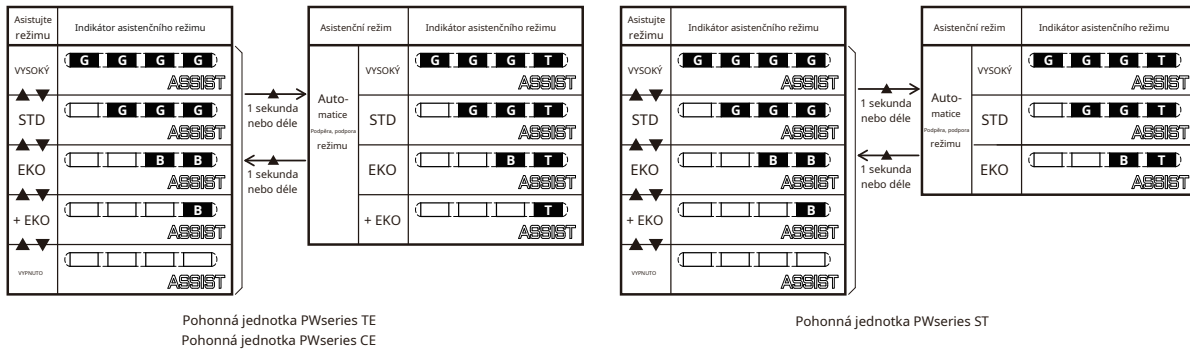 Asistujte
režimu
Indikátor asistenčního režimu
VYSOKÝ
G G G G
ASSIST
STD
G G G
ASSIST
EKO
B B
ASSIST
+ EKO
B
ASSIST
VYPNUTO
ASSIST
1 sekunda
nebo déle
1 sekunda
nebo déle
Asistenční režim
Indikátor asistenčního režimu
Auto-
matice
Podpěra, podpora
režimu
VYSOKÝ
G G G T
ASSIST
STD
G G T
ASSIST
EKO
B T
ASSIST
+ EKO
T
ASSIST
Pohonná jednotka PWseries TE
Pohonná jednotka PWseries CE
Asistujte
režimu
Indikátor asistenčního režimu
VYSOKÝ
G G G G
ASSIST
STD
G G G
ASSIST
EKO
B B
ASSIST
+ EKO
B
ASSIST
VYPNUTO
ASSIST
1 sekunda
nebo déle
1 sekunda
nebo déle
Asistenční režim
Indikátor asistenčního režimu
Auto-
matice
Podpěra, podpora
režimu
VYSOKÝ
G G G T
ASSIST
STD
G G T
ASSIST
EKO
B T
ASSIST
Pohonná jednotka PWseries ST